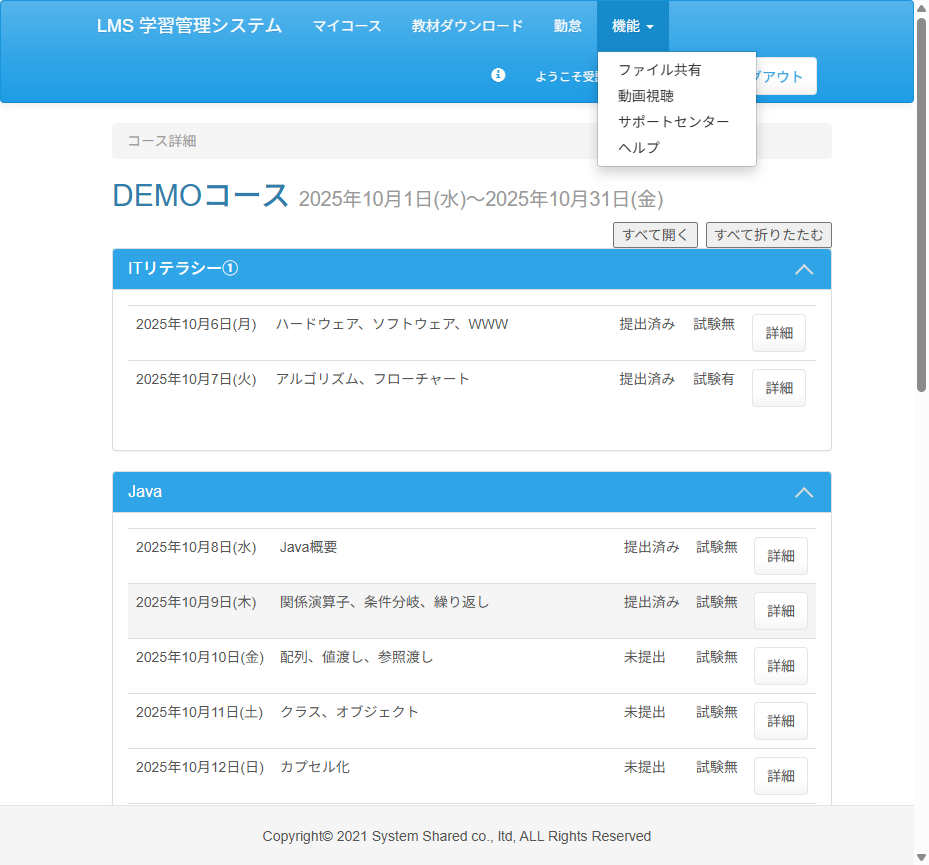 LMS 学習管理システム マイコース 教材ダウンロード 勤怠 機能
ようこそ受
グアウト
ファイル共有
動画視聴
サポートセンター
ヘルプ
コース詳細
DEMOコース 2025年10月1日(水)～2025年10月31日(金)
すべて開く すべて折りたたむ
ITリテラシー①
2025年10月6日(月) ハードウェア、ソフトウェア、WWW 提出済み 試験無 詳細
2025年10月7日(火) アルゴリズム、フローチャート 提出済み 試験有 詳細
Java
2025年10月8日(水) Java概要 提出済み 試験無 詳細
2025年10月9日(木) 関係演算子、条件分岐、繰り返し 提出済み 試験無 詳細
2025年10月10日(金) 配列、値渡し、参照渡し 未提出 試験無 詳細
2025年10月11日(土) クラス、オブジェクト 未提出 試験無 詳細
2025年10月12日(日) カプセル化 未提出 試験無 詳細
Copyright© 2021 System Shared co., ltd, ALL Rights Reserved